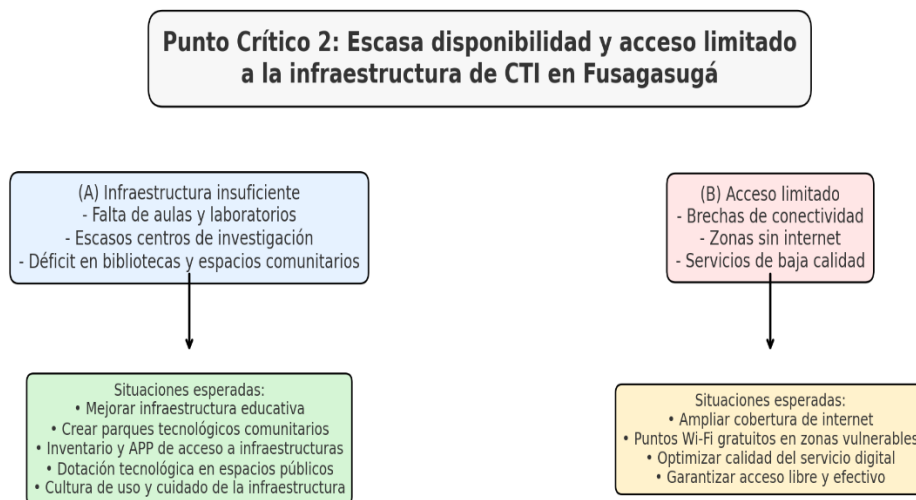 Punto Crítico 2: Escasa disponibilidad y acceso limitado
a la infraestructura de CTI en Fusagasugá
(A) Infraestructura insuficiente
- Falta de aulas y laboratorios
- Escasos centros de investigación
- Déficit en bibliotecas y espacios comunitarios
(B) Acceso limitado
- Brechas de conectividad
- Zonas sin internet
- Servicios de baja calidad
Situaciones esperadas:
• Mejorar infraestructura educativa
• Crear parques tecnológicos comunitarios
• Inventario y APP de acceso a infraestructuras
• Dotación tecnológica en espacios públicos
• Cultura de uso y cuidado de la infraestructura
Situaciones esperadas:
• Ampliar cobertura de internet
• Puntos Wi-Fi gratuitos en zonas vulnerables
• Optimizar calidad del servicio digital
• Garantizar acceso libre y efectivo